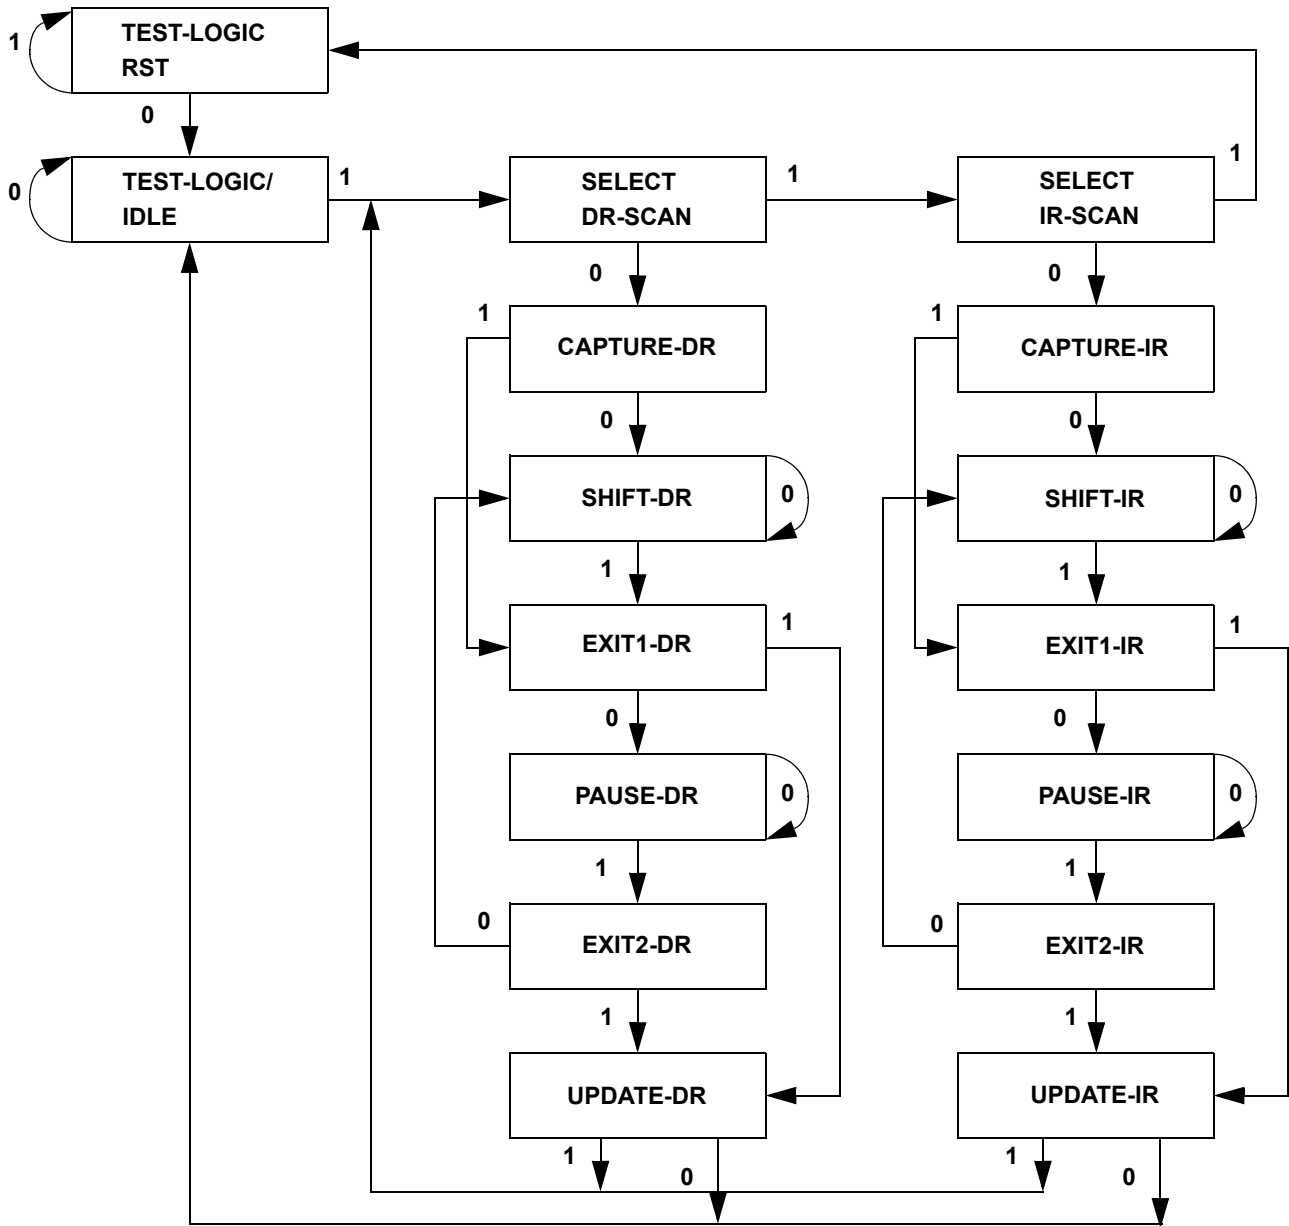 TEST-LOGIC
RST
1
0
TEST-LOGIC/
IDLE
0
1
SELECT
DR-SCAN
1
SELECT
IR-SCAN
1
0
0
1
CAPTURE-DR
1
CAPTURE-IR
0
0
SHIFT-DR
0
SHIFT-IR
0
1
1
EXIT1-DR
1
EXIT1-IR
1
0
0
PAUSE-DR
0
PAUSE-IR
0
1
1
0
EXIT2-DR
0
EXIT2-IR
1
1
UPDATE-DR
UPDATE-IR
1
0
1
0